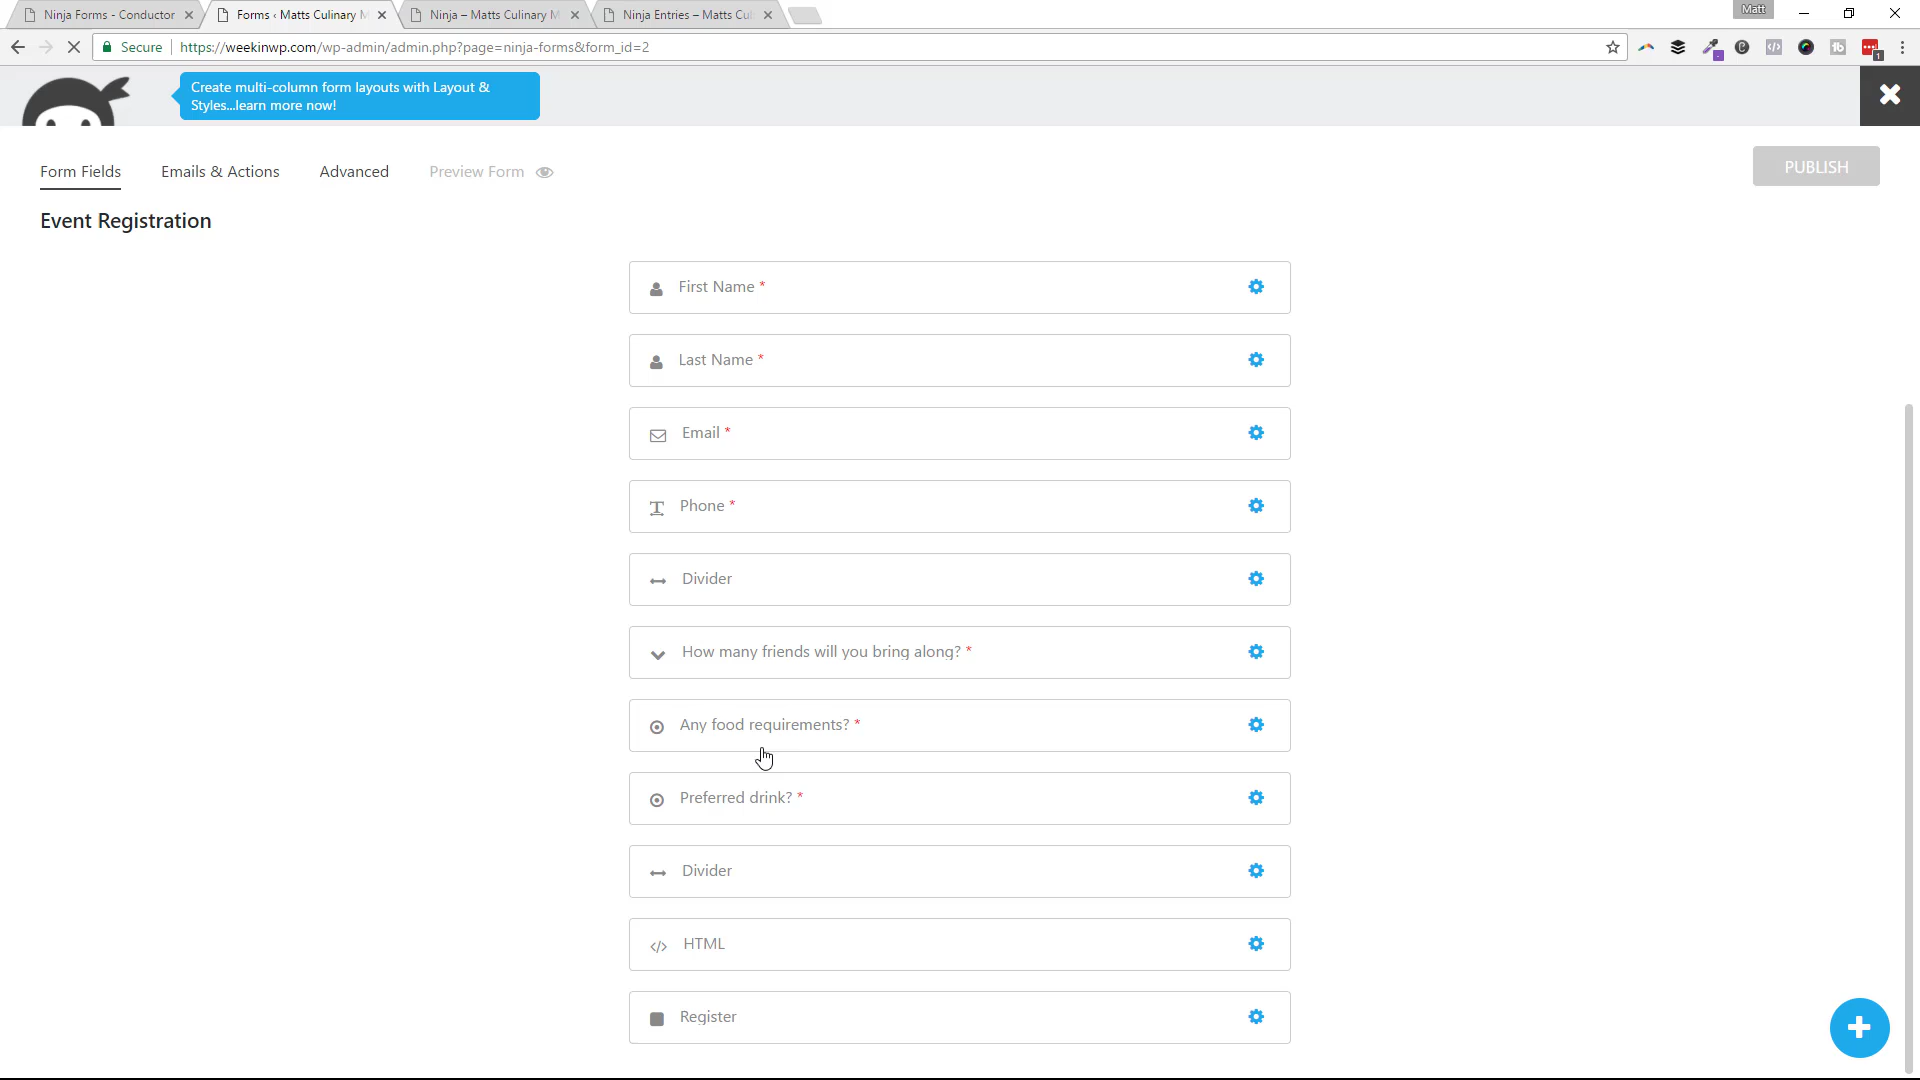 Matt
Ninja Forms - Conductor
Forms ‹ Matts Culinary M
Ninja – Matts Culinary M
Ninja Entries – Matts Cul
Secure
https://weekinwp.com/wp-admin/admin.php?page=ninja-forms&form_id=2
1
Create multi-column form layouts with Layout &
Styles...learn more now!
Form Fields
Emails & Actions
Advanced
Preview Form
PUBLISH
Event Registration
First Name *
Last Name *
Email *
Phone *
Divider
How many friends will you bring along? *
Any food requirements? *
Preferred drink? *
Divider
HTML
Register